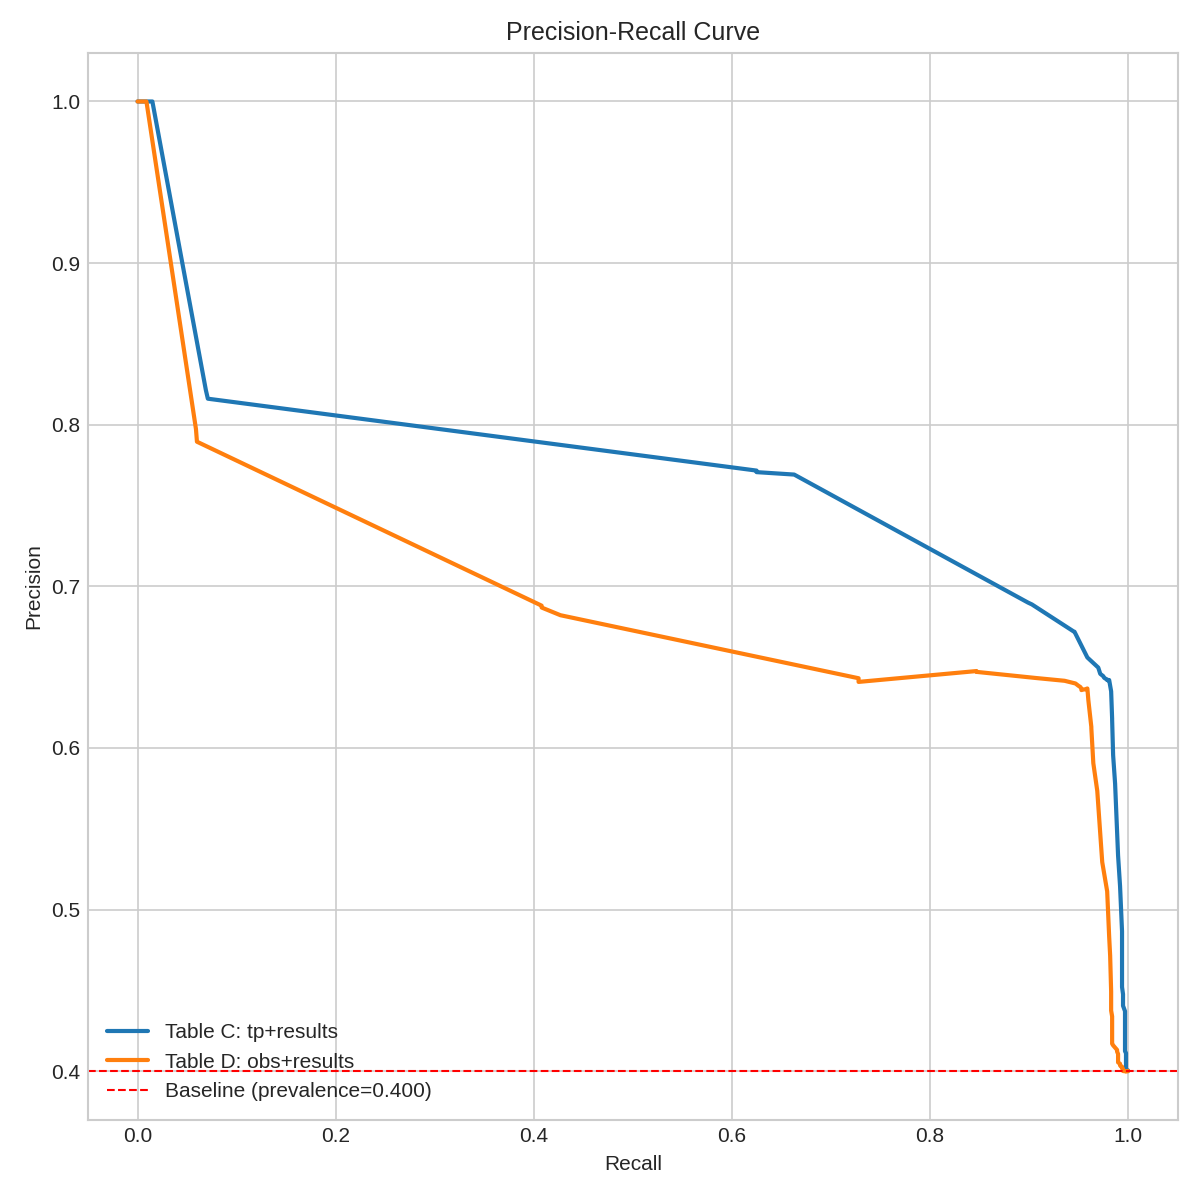 Precision-Recall Curve
Precision
1.0
0.9
0.8
0.7
0.6
0.5
0.4
Table C: tp+results
Table D: obs+results
Baseline (prevalence=0.400)
0.0 0.2 0.4 0.6 0.8 1.0
Recall